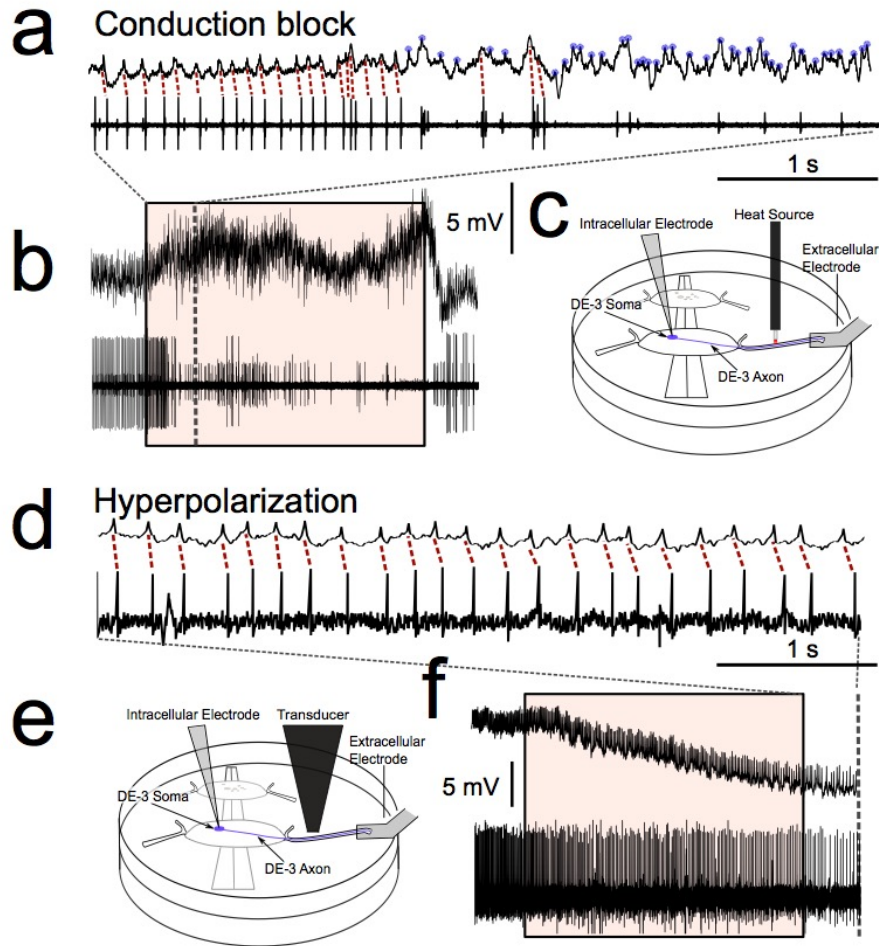 a
Conduction block
1 s
b
5 mV
c
Intracellular Electrode
Heat Source
Extracellular
Electrode
DE-3 Soma
DE-3 Axon
d
Hyperpolarization
1 s
e
Intracellular Electrode
Transducer
Extracellular
Electrode
DE-3 Soma
DE-3 Axon
f
5 mV